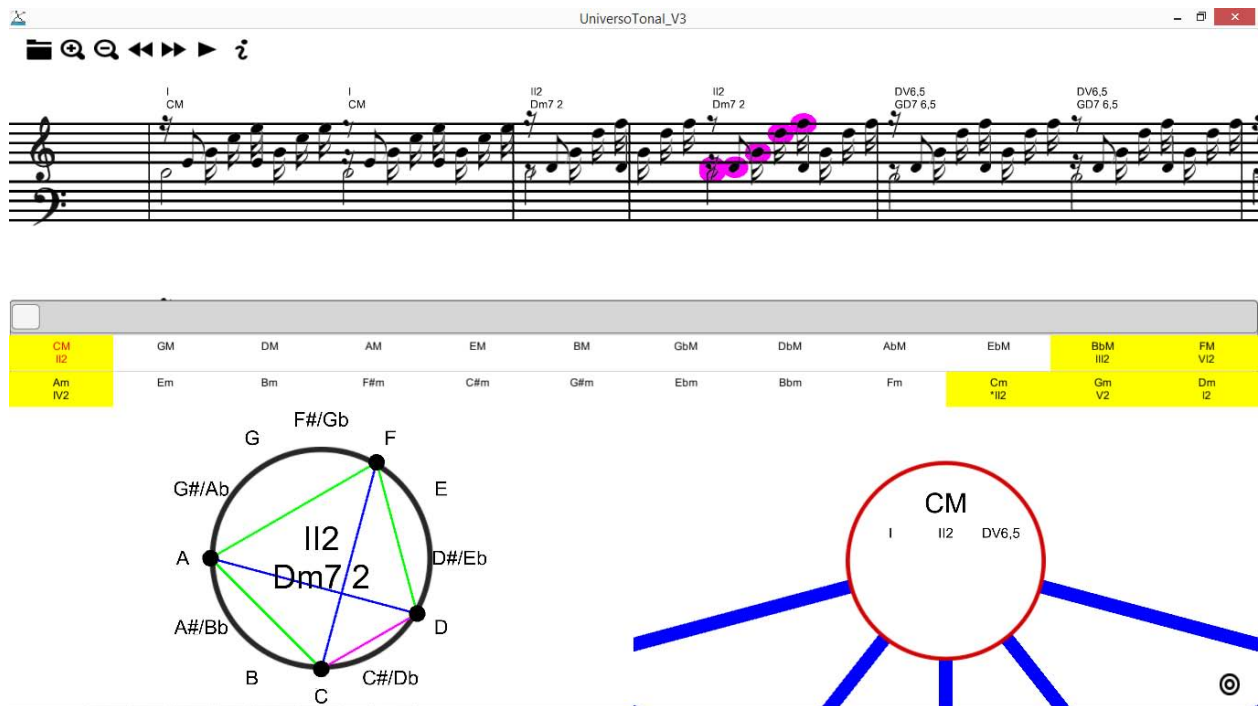 UniversoTonal_V3
I I II2 II2 DV6,5 DV6,5
CM CM Dm7 2 Dm7 2 GD7 6,5 GD7 6,5
CM GM DM AM EM BM GbM DbM AbM EbM BbM FM
II2 III2 VI2
Am Em Bm F#m C#m G#m Ebm Bbm Fm Cm Gm Dm
IV2 *II2 V2 I2
F#/Gb
G F
G#/Ab E
II2
A D#/Eb
Dm7 2
A#/Bb D
B C#/Db
C
CM
I II2 DV6,5